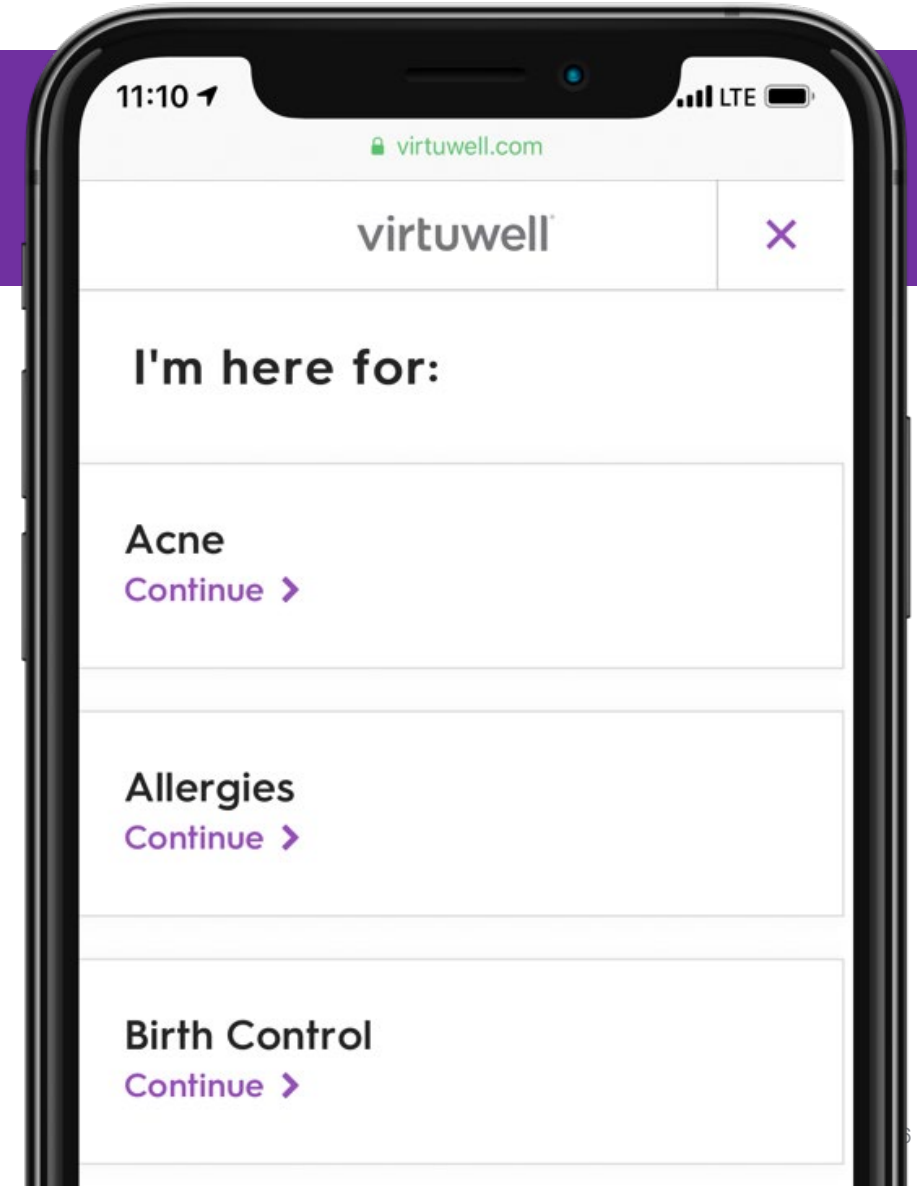 11:10 LTE
virtuwell.com
virtuwell
I'm here for:
Acne
Continue
Allergies
Continue
Birth Control
Continue